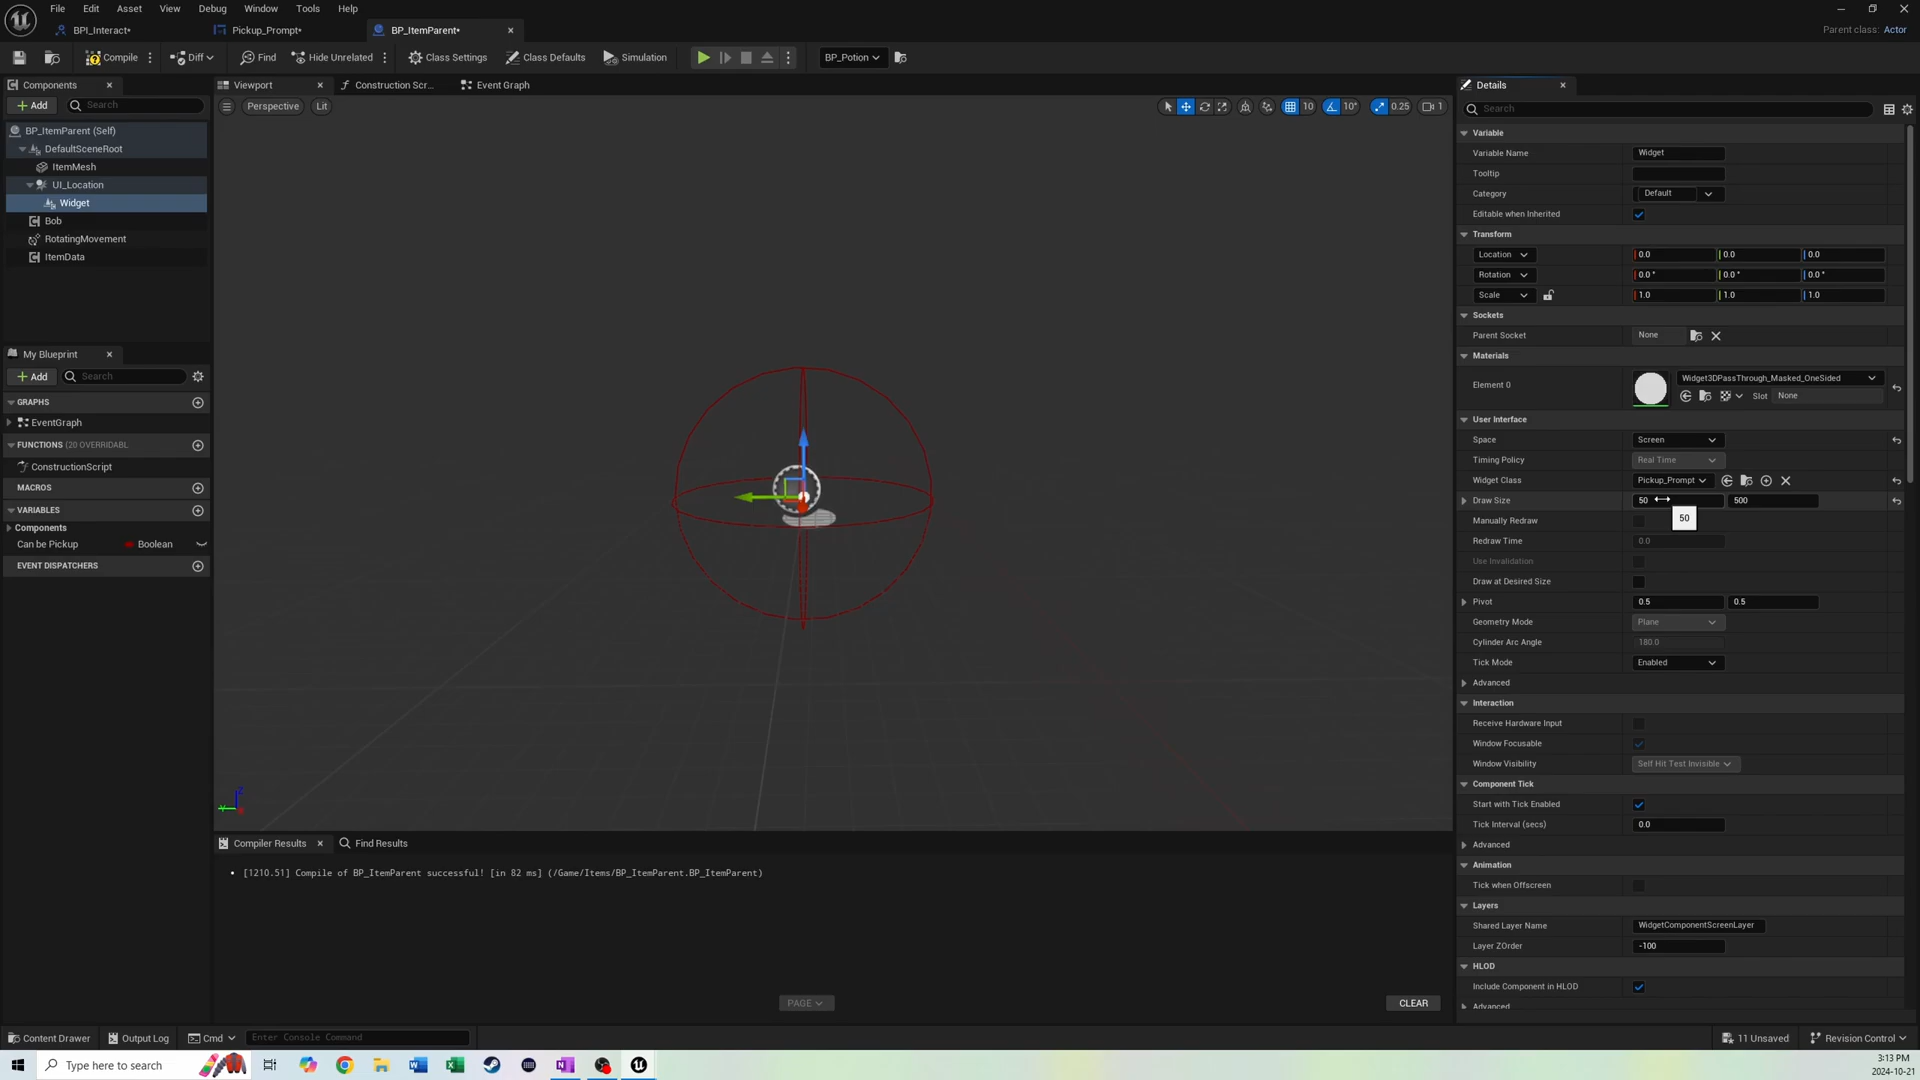 File Edit Asset View Debug Window Tools Help
BPI_Interact* Pickup_Prompt* BP_ItemParent* Parent class: Actor
Compile Diff Find Hide Unrelated Class Settings Class Defaults Simulation BP_Potion
Components Viewport Construction Scr... Event Graph Details
Add Search Perspective Lit 10 10° 0.25 1 Search
BP_ItemParent (Self)
DefaultSceneRoot
ItemMesh
UI_Location
Widget
Bob
RotatingMovement
ItemData
My Blueprint
Add Search
GRAPHS
EventGraph
FUNCTIONS (20 OVERRIDABL
ConstructionScript
MACROS
VARIABLES
Components
Can be Pickup Boolean
EVENT DISPATCHERS
Z
Y
Compiler Results Find Results
[1210.51] Compile of BP_ItemParent successful! [in 82 ms] (/Game/Items/BP_ItemParent.BP_ItemParent)
PAGE CLEAR
Variable
Variable Name Widget
Tooltip
Category Default
Editable when Inherited
Transform
Location 0.0 0.0 0.0
Rotation 0.0 ° 0.0 ° 0.0 °
Scale 1.0 1.0 1.0
Sockets
Parent Socket None
Materials
Element 0 Widget3DPassThrough_Masked_OneSided
Slot None
User Interface
Space Screen
Timing Policy Real Time
Widget Class Pickup_Prompt
Draw Size 50 500
50
Manually Redraw
Redraw Time 0.0
Use Invalidation
Draw at Desired Size
Pivot 0.5 0.5
Geometry Mode Plane
Cylinder Arc Angle 180.0
Tick Mode Enabled
Advanced
Interaction
Receive Hardware Input
Window Focusable
Window Visibility Self Hit Test Invisible
Component Tick
Start with Tick Enabled
Tick Interval (secs) 0.0
Advanced
Animation
Tick when Offscreen
Layers
Shared Layer Name WidgetComponentScreenLayer
Layer ZOrder -100
HLOD
Include Component in HLOD
Advanced
Content Drawer Output Log Cmd Enter Console Command 11 Unsaved Revision Control
Type here to search
3:13 PM
2024-10-21